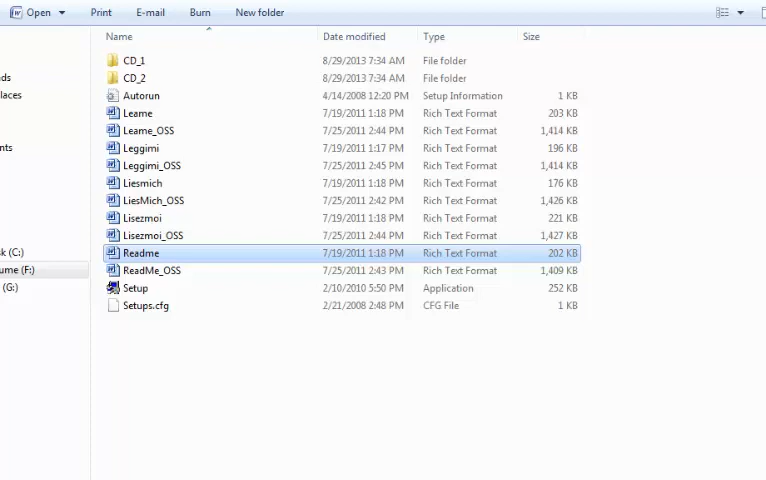 Open Print E-mail Burn New folder
Name Date modified Type Size
CD_1 8/29/2013 7:34 AM File folder
CD_2 8/29/2013 7:34 AM File folder
Autorun 4/14/2008 12:20 PM Setup Information 1 KB
Leame 7/19/2011 1:18 PM Rich Text Format 203 KB
Leame_OSS 7/25/2011 2:44 PM Rich Text Format 1,414 KB
Leggimi 7/19/2011 1:17 PM Rich Text Format 196 KB
Leggimi_OSS 7/25/2011 2:45 PM Rich Text Format 1,414 KB
Liesmich 7/19/2011 1:18 PM Rich Text Format 176 KB
LiesMich_OSS 7/25/2011 2:42 PM Rich Text Format 1,426 KB
Lisezmoi 7/19/2011 1:18 PM Rich Text Format 221 KB
Lisezmoi_OSS 7/25/2011 2:44 PM Rich Text Format 1,427 KB
Readme 7/19/2011 1:18 PM Rich Text Format 202 KB
ReadMe_OSS 7/25/2011 2:43 PM Rich Text Format 1,409 KB
Setup 2/10/2010 5:50 PM Application 252 KB
Setups.cfg 2/21/2008 2:48 PM CFG File 1 KB
ds
laces
nts
k (C:)
ume (F:)
(G:)